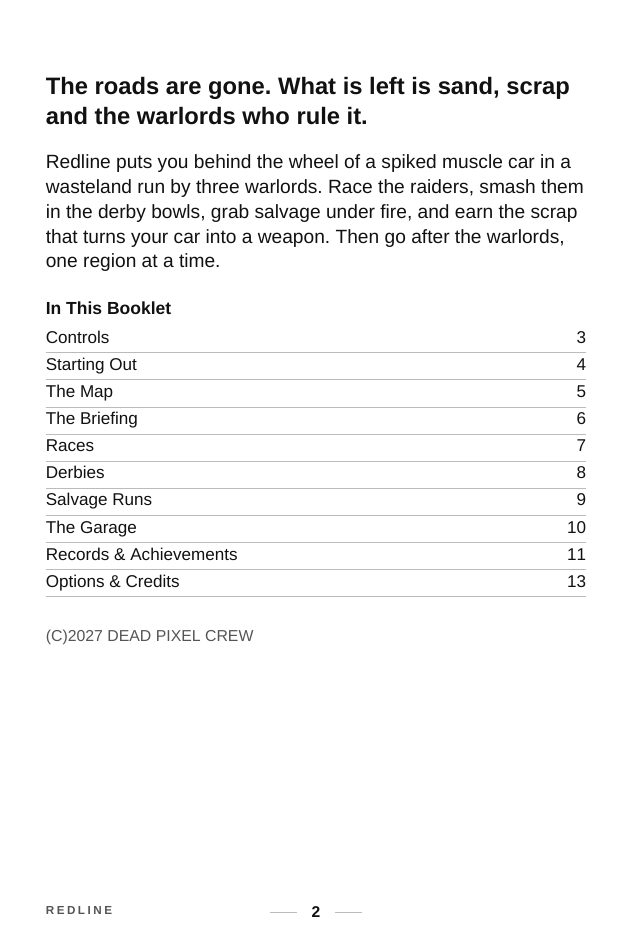 The roads are gone. What is left is sand, scrap
and the warlords who rule it.
Redline puts you behind the wheel of a spiked muscle car in a
wasteland run by three warlords. Race the raiders, smash them
in the derby bowls, grab salvage under fire, and earn the scrap
that turns your car into a weapon. Then go after the warlords,
one region at a time.
In This Booklet
Controls 3
Starting Out 4
The Map 5
The Briefing 6
Races 7
Derbies 8
Salvage Runs 9
The Garage 10
Records & Achievements 11
Options & Credits 13
(C)2027 DEAD PIXEL CREW
REDLINE 2